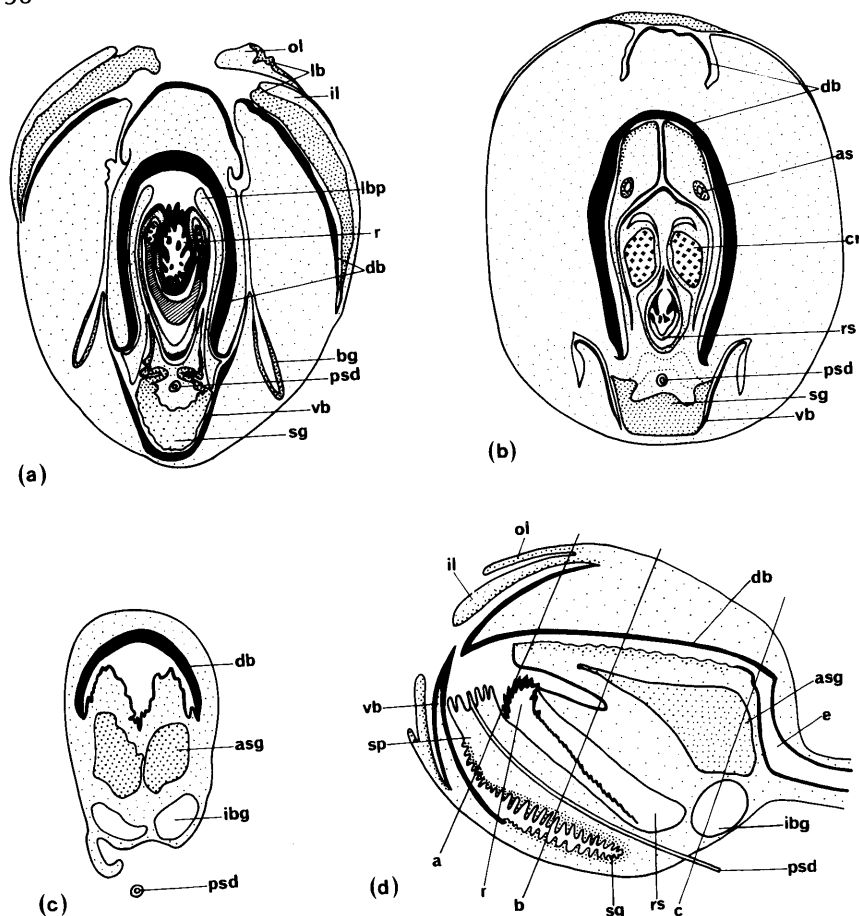 ol
lb
il
lbp
r
db
bg
psd
vb
sg
(a)
db
as
cr
rs
psd
sg
vb
(b)
db
asg
ibg
psd
(c)
ol
il
db
vb
sp
asg
e
a
r
b
sg
rs
c
ibg
psd
(d)